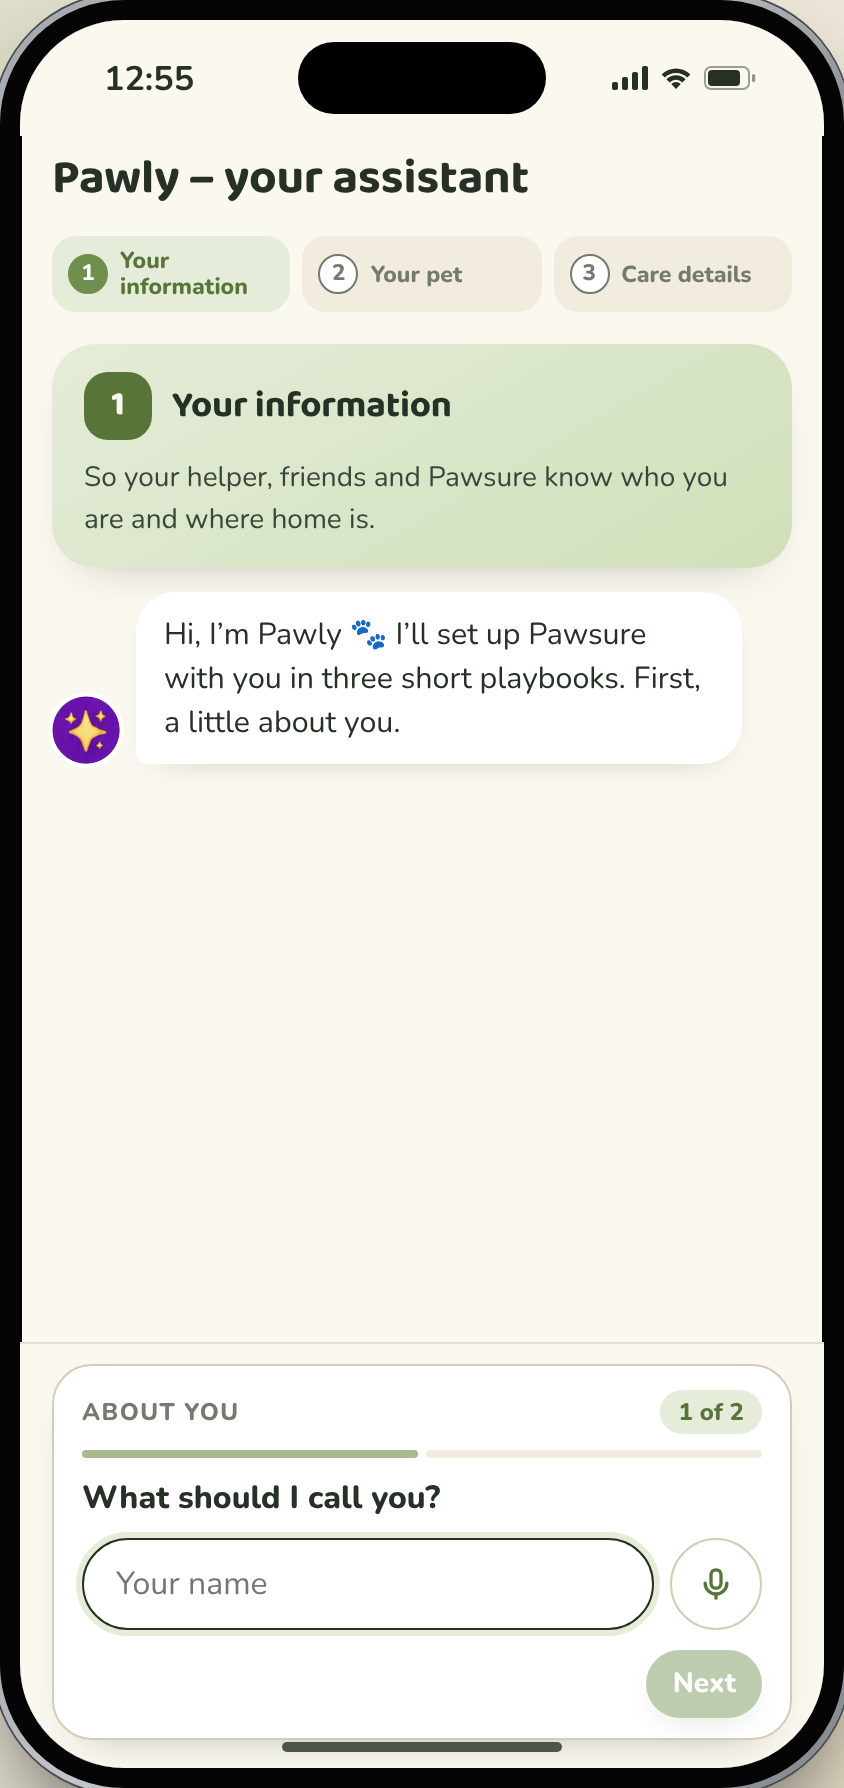 12:55
Pawly – your assistant
1
Your
information
2
Your pet
3
Care details
1
Your information
So your helper, friends and Pawsure know who you
are and where home is.
Hi, I’m Pawly 🐾 I’ll set up Pawsure
with you in three short playbooks. First,
a little about you.
ABOUT YOU
1 of 2
What should I call you?
Your name
Next